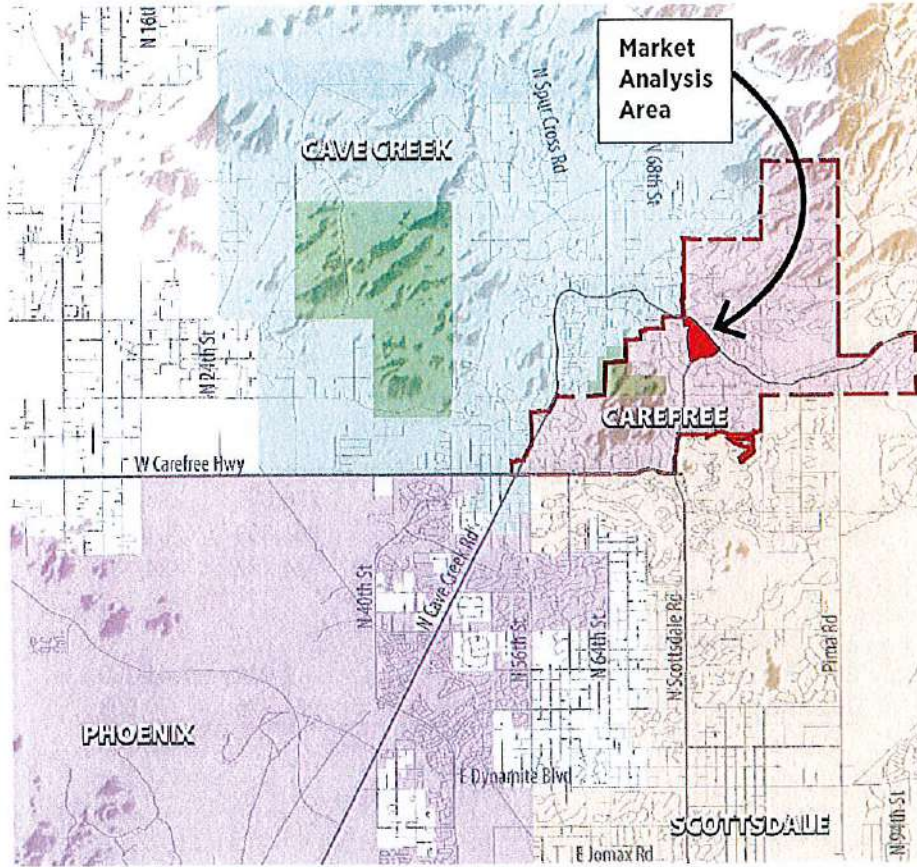 N 16th
Market
Analysis
Area
CAVE CREEK
N Spur Cross Rd
N 68th St
N 24th St
CAREFREE
W Carefree Hwy
N Cave Creek Rd
N 40th St
N 56th St
N 64th St
N Scottsdale Rd
Pima Rd
PHOENIX
E Dynamite Blvd
SCOTTSDALE
N 94th St
E Jomax Rd